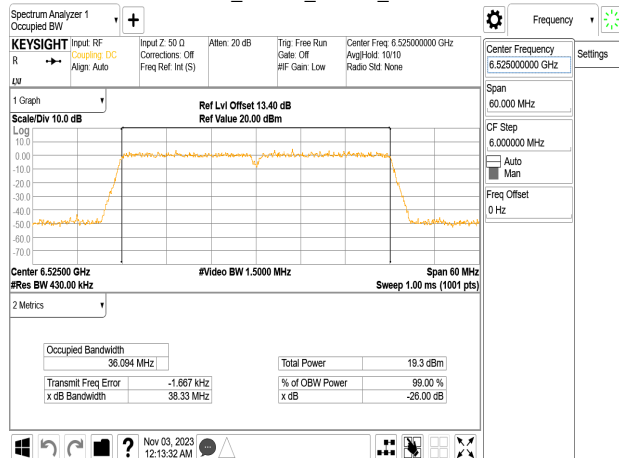 Spectrum Analyzer 1
Occupied BW
Frequency
KEYSIGHT
R
Input: RF
Coupling: DC
Align: Auto
Input Z: 50 Ω
Corrections: Off
Freq Ref: Int (S)
Atten: 20 dB
Trig: Free Run
Gate: Off
#IF Gain: Low
Center Freq: 6.525000000 GHz
Avg|Hold: 10/10
Radio Std: None
Center Frequency
6.525000000 GHz
Settings
Span
60.000 MHz
CF Step
6.000000 MHz
Auto
Man
Freq Offset
0 Hz
1 Graph
Scale/Div 10.0 dB
Ref Lvl Offset 13.40 dB
Ref Value 20.00 dBm
Log
10.0
0.00
-10.0
-20.0
-30.0
-40.0
-50.0
-60.0
-70.0
Center 6.52500 GHz
#Video BW 1.5000 MHz
Span 60 MHz
#Res BW 430.00 kHz
Sweep 1.00 ms (1001 pts)
2 Metrics
Occupied Bandwidth
36.094 MHz
Total Power 19.3 dBm
Transmit Freq Error -1.667 kHz
% of OBW Power 99.00 %
x dB Bandwidth 38.33 MHz
x dB -26.00 dB
?
Nov 03, 2023
12:13:32 AM